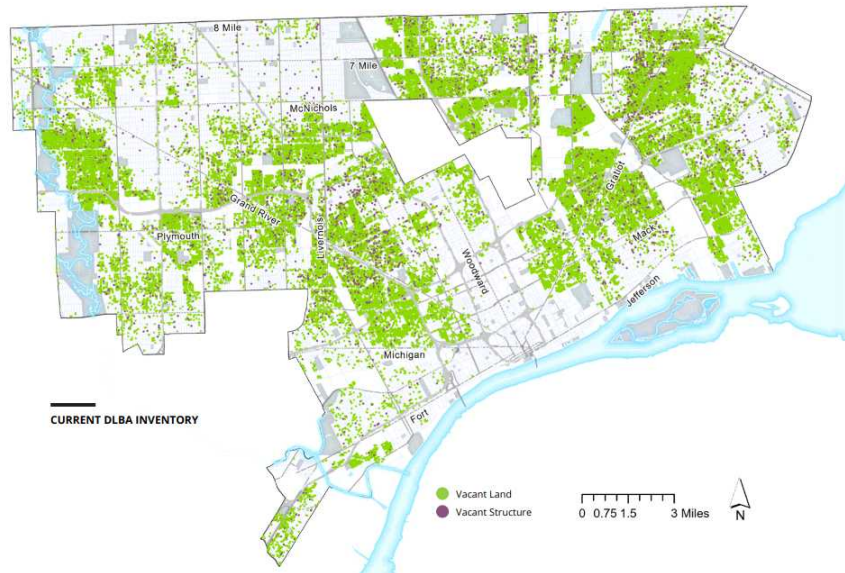 8 Mile
7 Mile
McNichols
Gratiot
Grand River
Livernois
Plymouth
Mack
Woodward
Jefferson
Michigan
Fort
CURRENT DLBA INVENTORY
Vacant Land
Vacant Structure
0 0.75 1.5 3 Miles
N